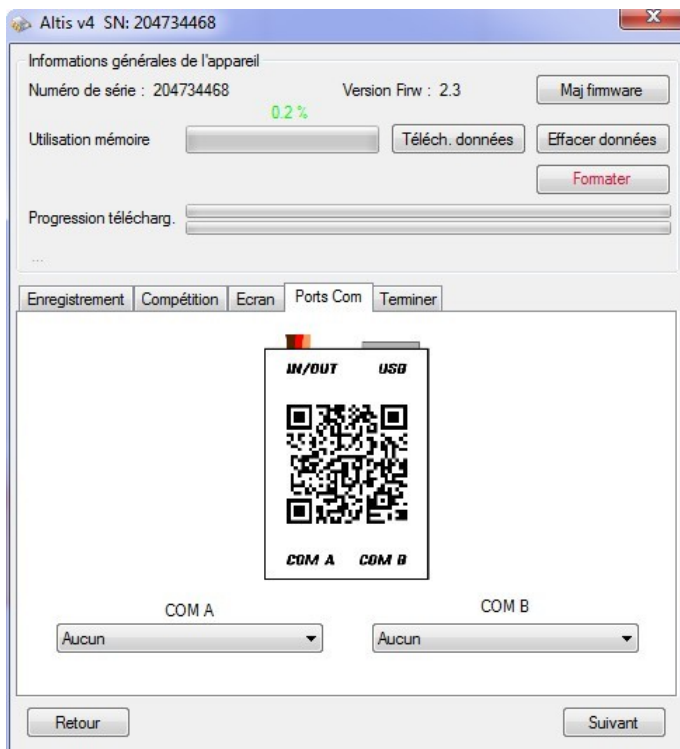 Altis v4 SN: 204734468
Informations générales de l'appareil
Numéro de série : 204734468 Version Firw : 2.3 Maj firmware
0.2 %
Utilisation mémoire Téléch. données Effacer données
Formater
Progression télécharg.
...
Enregistrement Compétition Ecran Ports Com Terminer
IN/OUT USB
COM A COM B
COM A COM B
Aucun Aucun
Retour Suivant